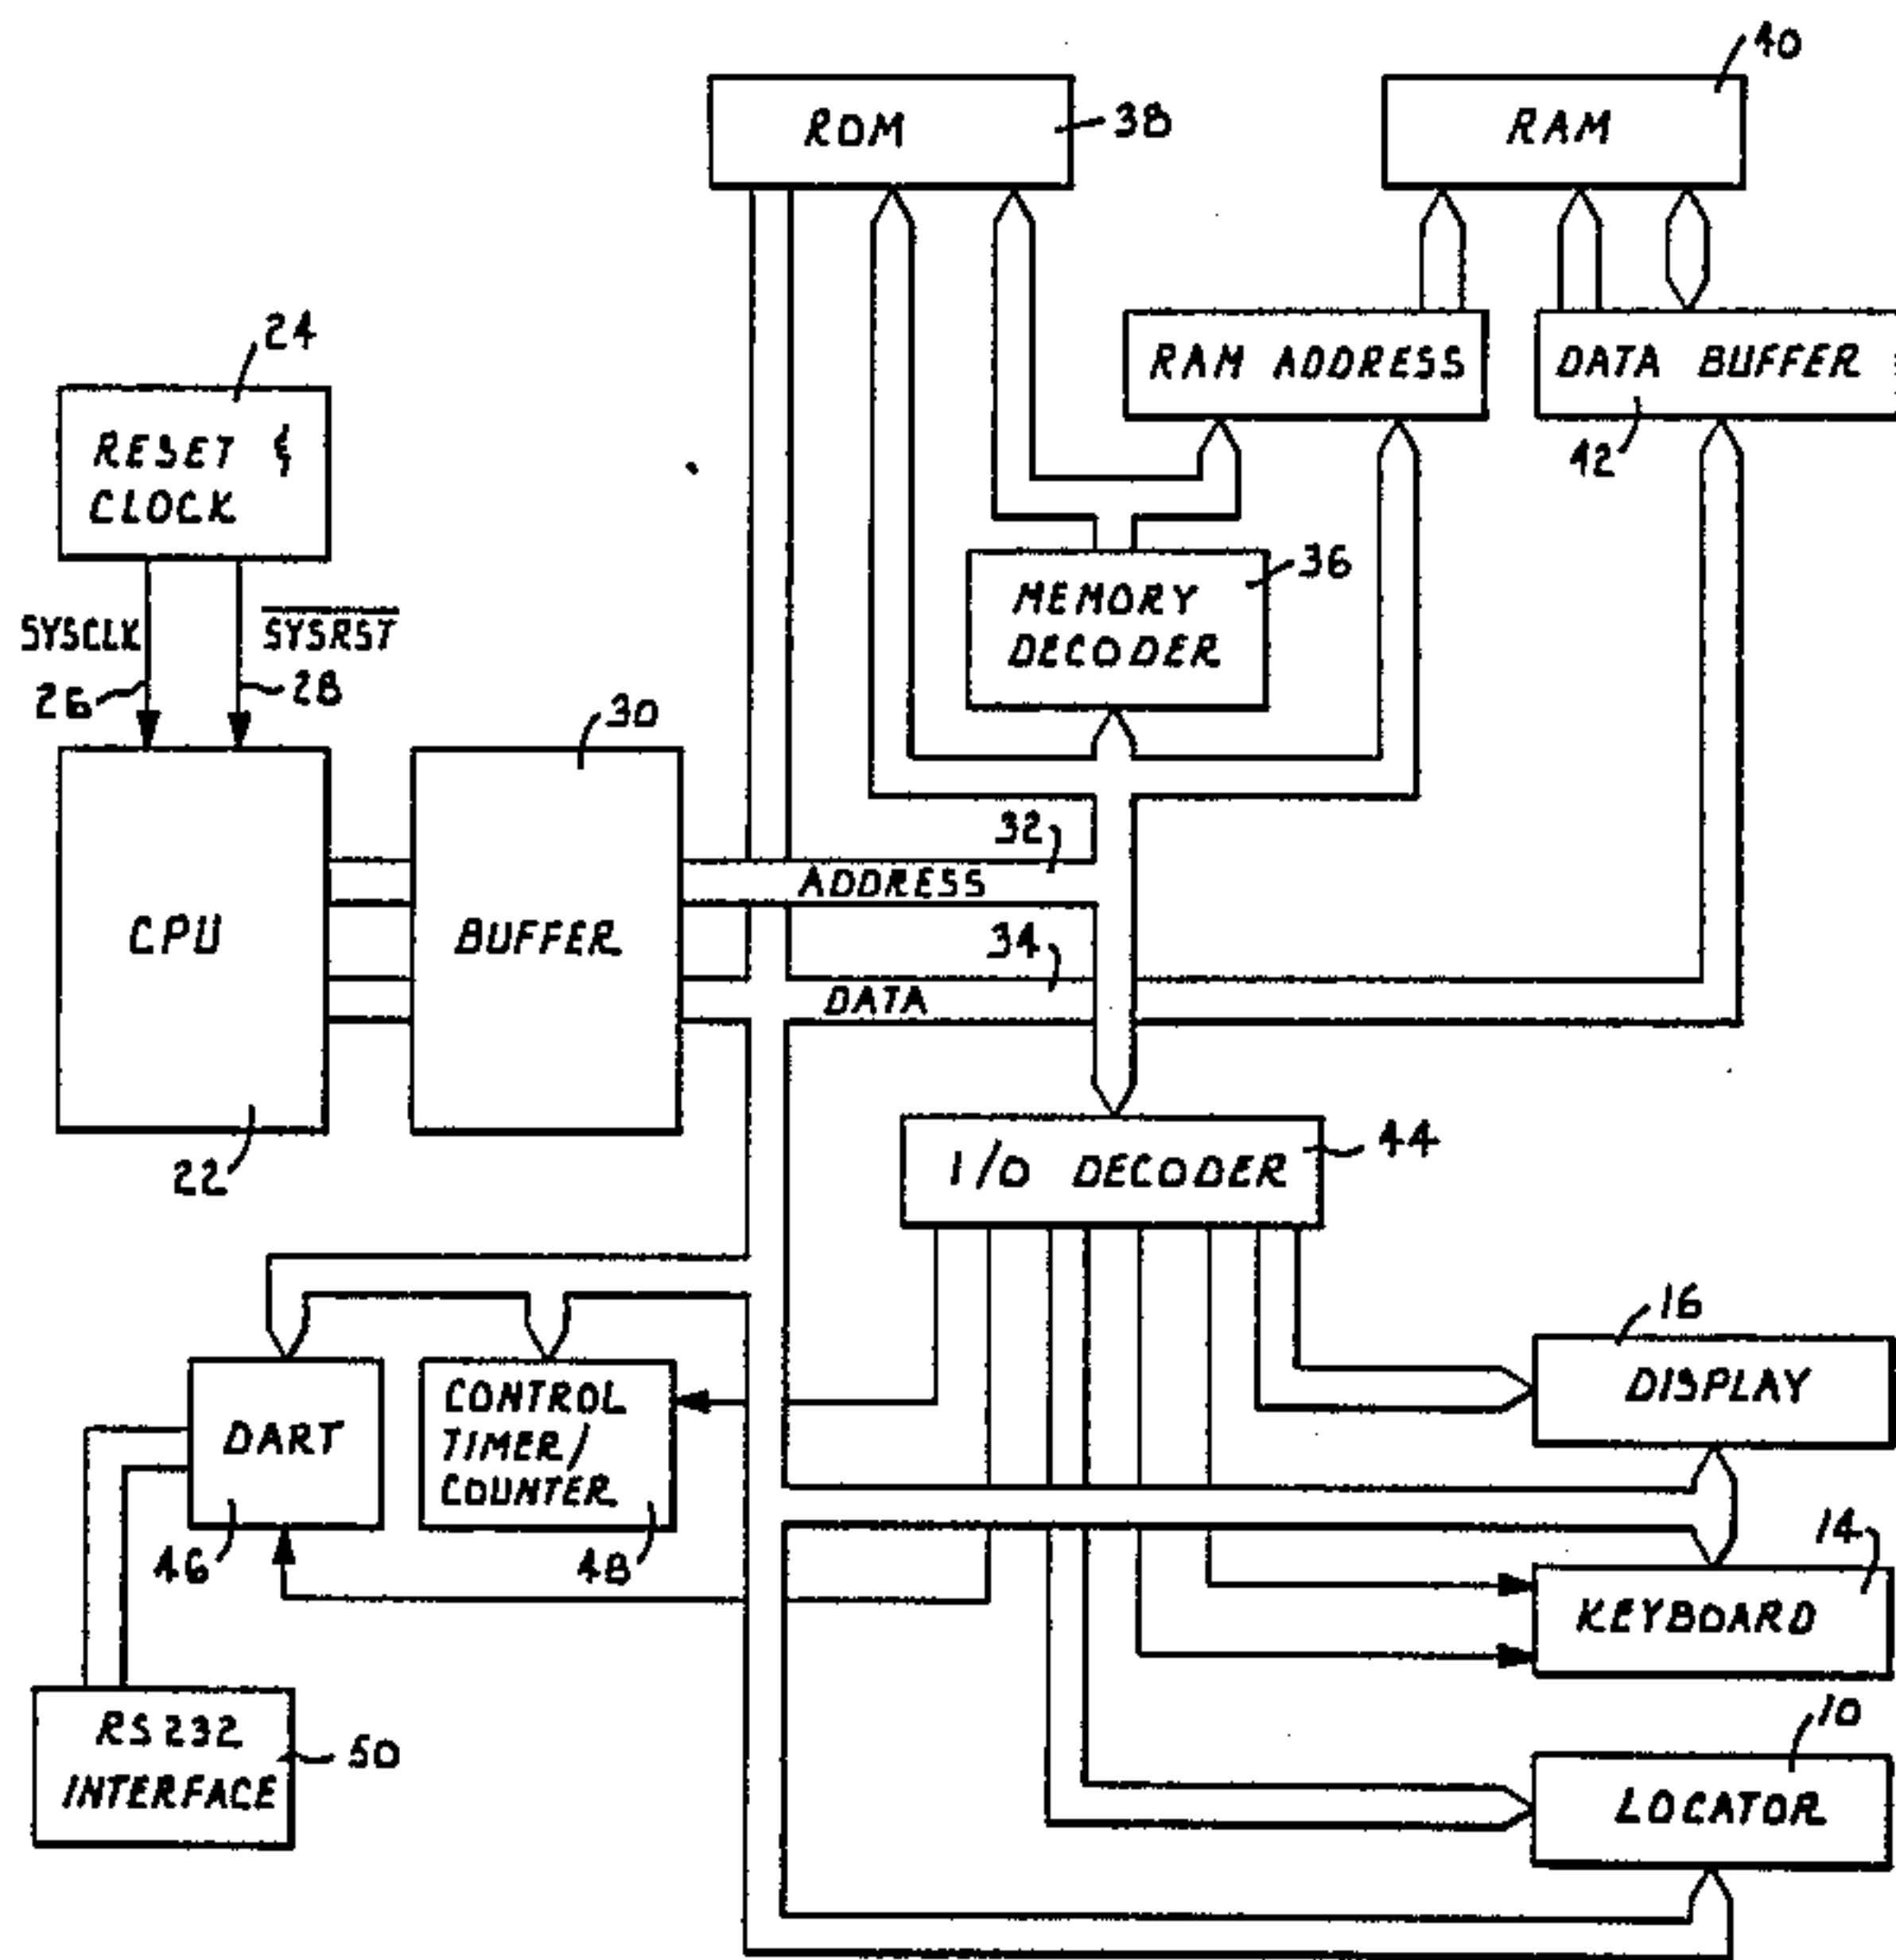 40
ROM
38
RAM
24
RAM ADDRESS
DATA BUFFER
42
RESET &
CLOCK
36
MEMORY
DECODER
SYSCLK
SYSRST
26
28
30
32
ADDRESS
CPU
BUFFER
34
DATA
22
I/O DECODER
44
16
DISPLAY
CONTROL
TIMER/
COUNTER
DART
46
48
14
KEYBOARD
10
RS232
INTERFACE
50
LOCATOR